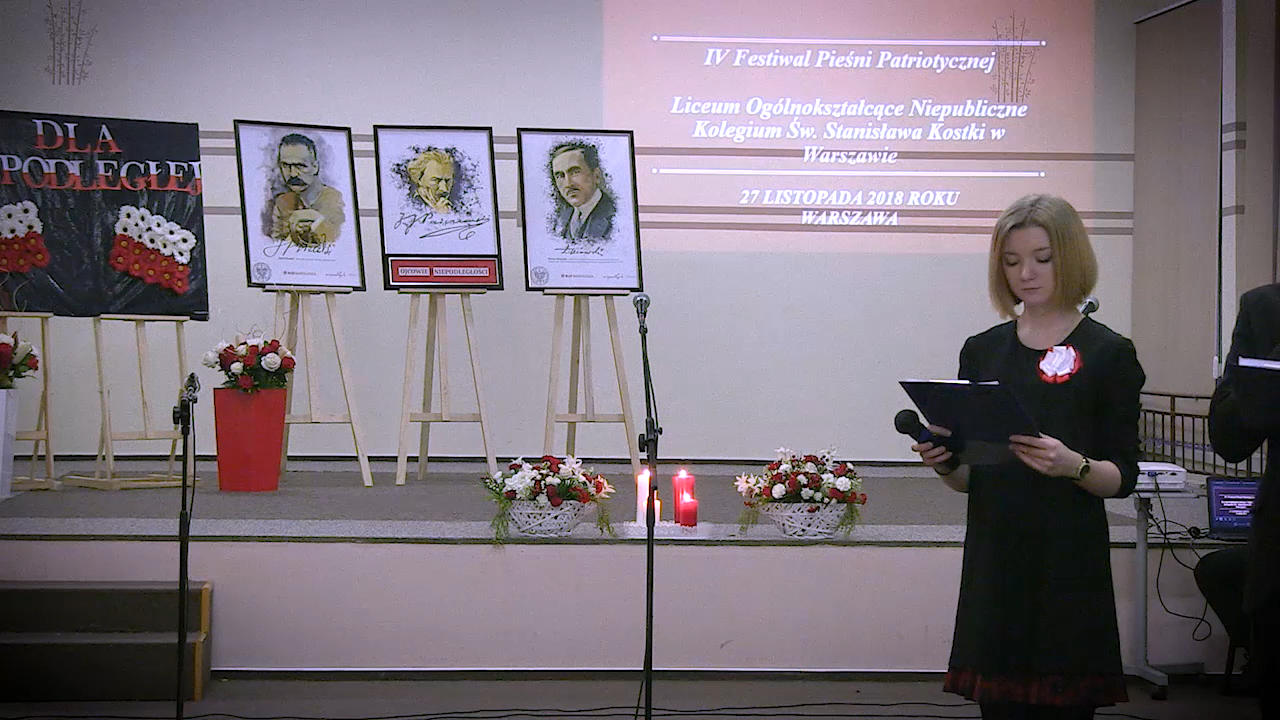 IV Festiwal Pieśni Patriotycznej
Liceum Ogólnokształcące Niepubliczne
Kolegium Św. Stanisława Kostki w
Warszawie
27 LISTOPADA 2018 ROKU
WARSZAWA
DLA
PODLEGŁEJ
OJCOWIE NIEPODLEGŁOŚCI